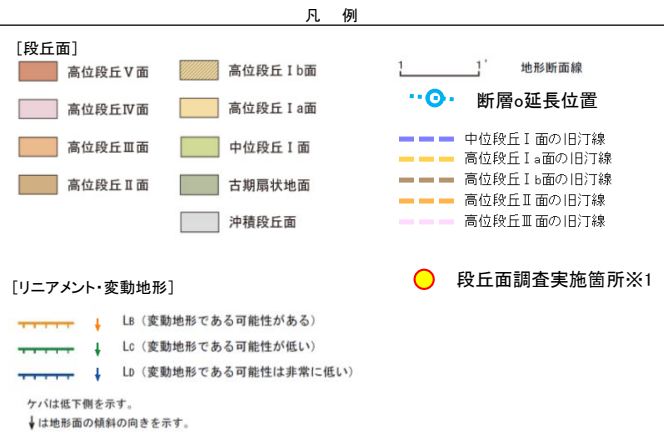 凡 例
[段丘面]
高位段丘Ⅴ面
高位段丘Ⅳ面
高位段丘Ⅲ面
高位段丘Ⅱ面
高位段丘Ⅰb面
高位段丘Ⅰa面
中位段丘Ⅰ面
古期扇状地面
沖積段丘面
1 1' 地形断面線
断層o延長位置
中位段丘Ⅰ面の旧汀線
高位段丘Ⅰa面の旧汀線
高位段丘Ⅰb面の旧汀線
高位段丘Ⅱ面の旧汀線
高位段丘Ⅲ面の旧汀線
段丘面調査実施箇所※1
[リニアメント・変動地形]
LB（変動地形である可能性がある）
LC（変動地形である可能性が低い）
LD（変動地形である可能性は非常に低い）
ケバは低下側を示す。
↓は地形面の傾斜の向きを示す。